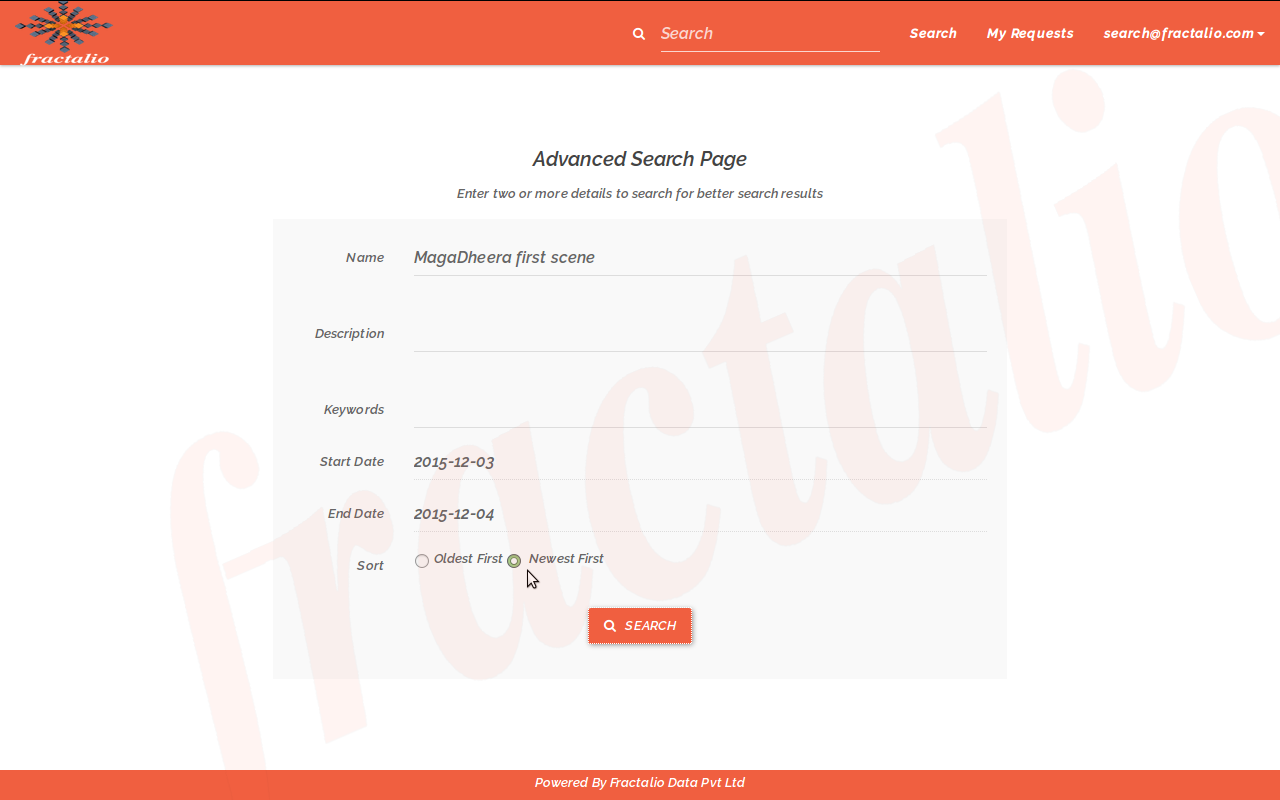 fractalio
Search
Search
My Requests
search@fractalio.com
Advanced Search Page
Enter two or more details to search for better search results
Name
MagaDheera first scene
Description
Keywords
Start Date
2015-12-03
End Date
2015-12-04
Sort
Oldest First
Newest First
SEARCH
fractalio
Powered By Fractalio Data Pvt Ltd